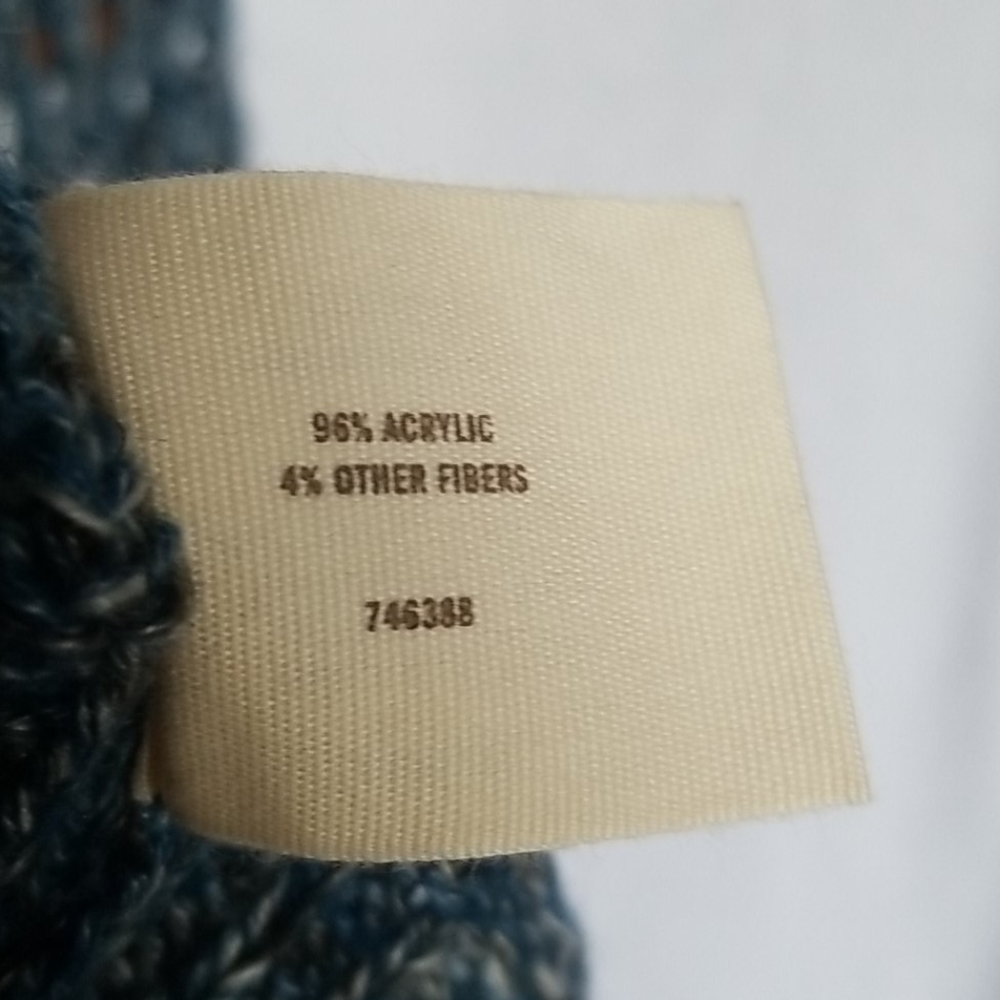 96% ACRYLIC
4% OTHER FIBERS
746388